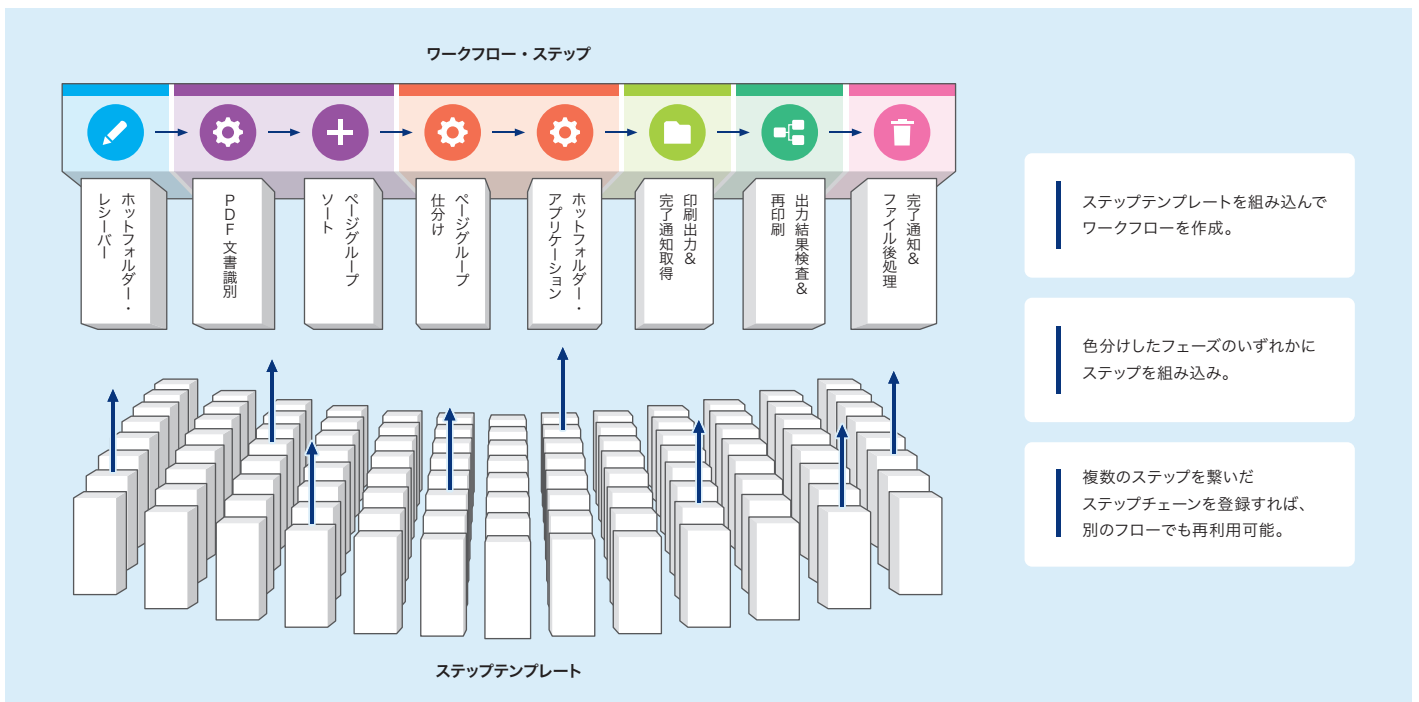 ワークフロー・ステップ
ホットフォルダー・
レシーバー
PDF文書識別
ページグループ
ソート
ページグループ
仕分け
ホットフォルダー・
アプリケーション
印刷出力&
完了通知取得
出力結果検査&
再印刷
完了通知&
ファイル後処理
ステップテンプレート
ステップテンプレートを組み込んで
ワークフローを作成。
色分けしたフェーズのいずれかに
ステップを組み込み。
複数のステップを繋いだ
ステップチェーンを登録すれば、
別のフローでも再利用可能。